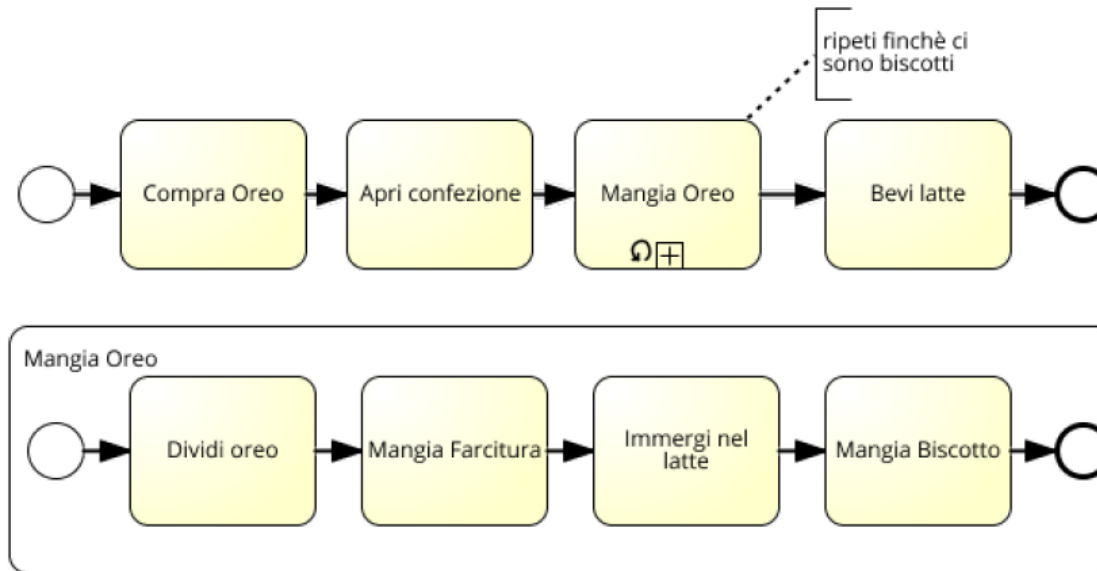 ripeti finchè ci
sono biscotti
Compra Oreo
Apri confezione
Mangia Oreo
Bevi latte
Mangia Oreo
Dividi oreo
Mangia Farcitura
Immergi nel
latte
Mangia Biscotto